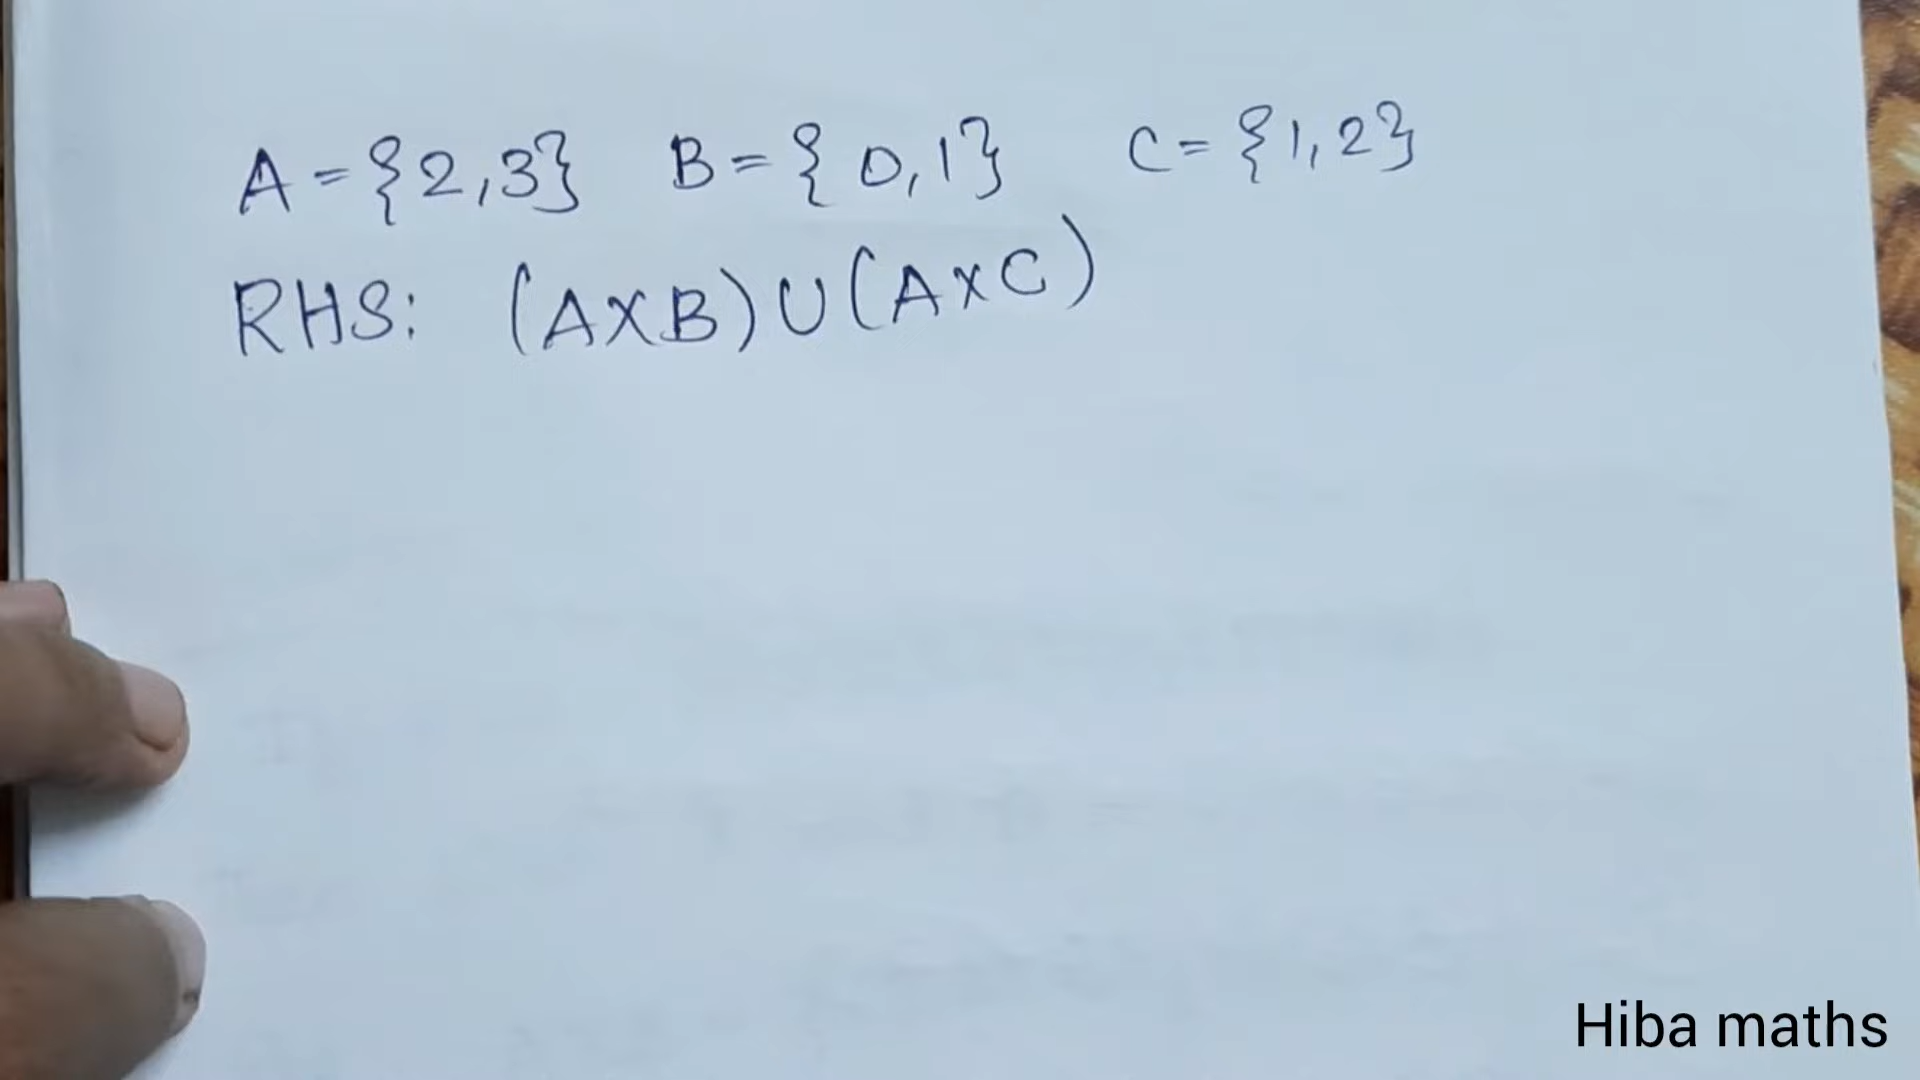 A = {2,3} B = { 0,1} C = {1,2}
RHS: (A×B)∪(A×C)
Hiba maths